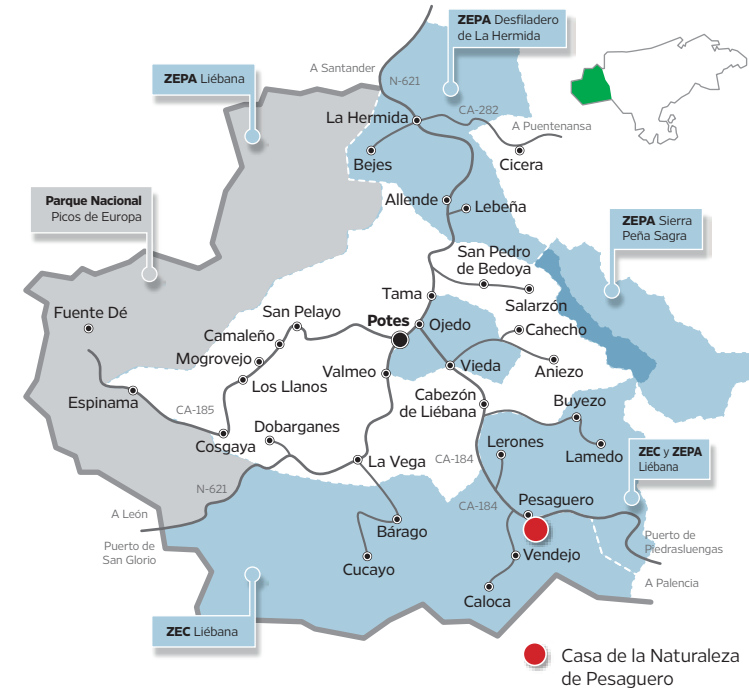 ZEPA Desfiladero
de La Hermida
A Santander
ZEPA Liébana
N-621
CA-282
La Hermida
A Puentenansa
Bejes
Cicera
Parque Nacional
Picos de Europa
Allende
Lebeña
ZEPA Sierra
Peña Sagra
San Pedro
de Bedoya
Tama
Salarzón
Fuente Dé
San Pelayo
Potes
Ojedo
Cahecho
Camaleño
Mogrovejo
Valmeo
Vieda
Aniezo
Los Llanos
Cabezón
de Liébana
Buyezo
Espinama
CA-185
Dobarganes
Cosgaya
Lerones
Lamedo
ZEC y ZEPA
Liébana
La Vega
CA-184
N-621
CA-184
Pesaguero
A León
Puerto de
San Glorio
Bárago
Puerto de
Piedrasluengas
Cucayo
Vendejo
A Palencia
Caloca
ZEC Liébana
Casa de la Naturaleza
de Pesaguero